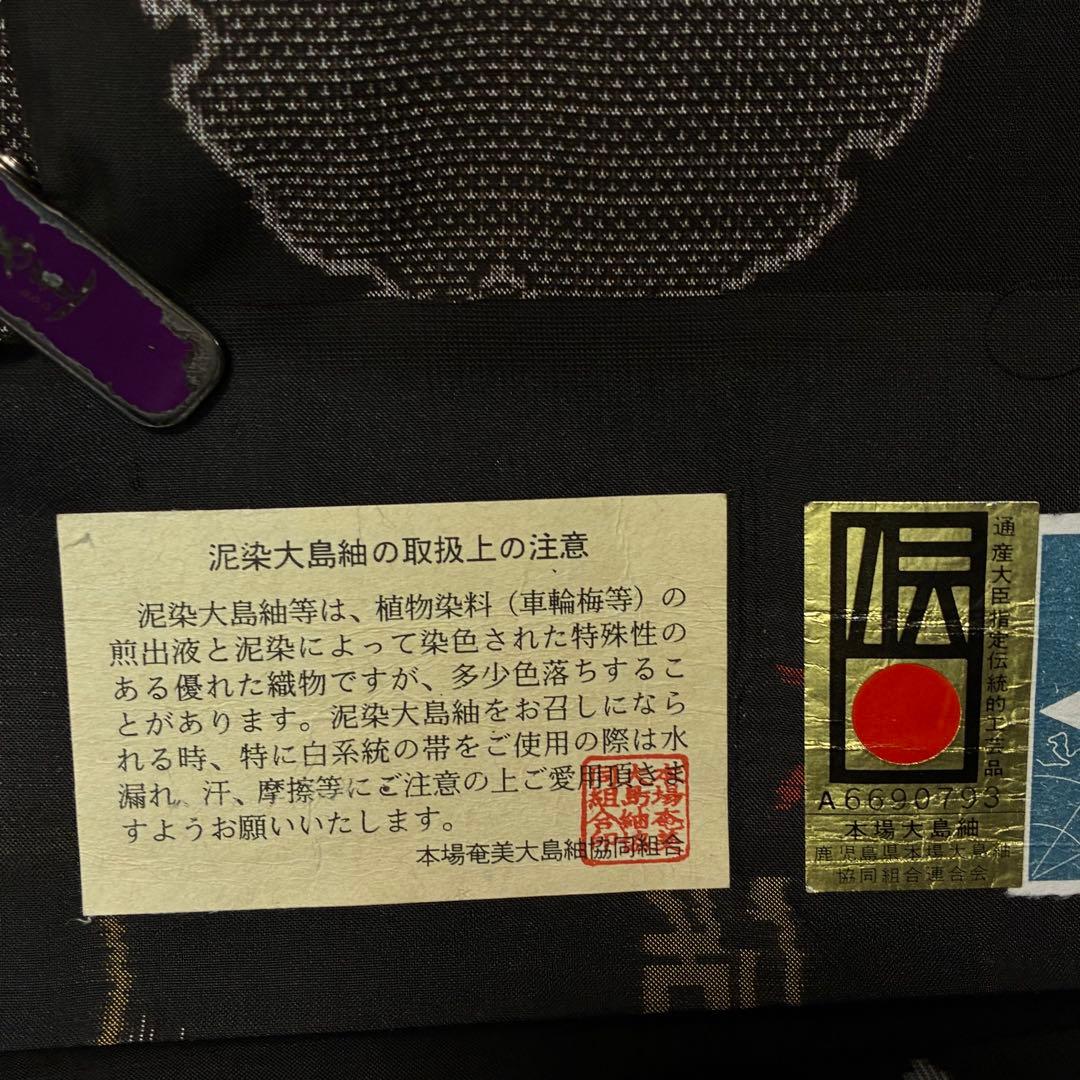 泥染大島紬の取扱上の注意
泥染大島紬等は、植物染料（車輪梅等）の
煎出液と泥染によって染色された特殊性の
ある優れた織物ですが、多少色落ちするこ
とがあります。泥染大島紬をお召しになら
れる時、特に白系統の帯をご使用の際は水
漏れ、汗、摩擦等にご注意の上ご愛用頂きま
すようお願いいたします。
本場奄美大島紬協同組合
伝
通産大臣指定伝統的工芸品
A6690793
本場大島紬
鹿児島県本場大島紬
協同組合連合会